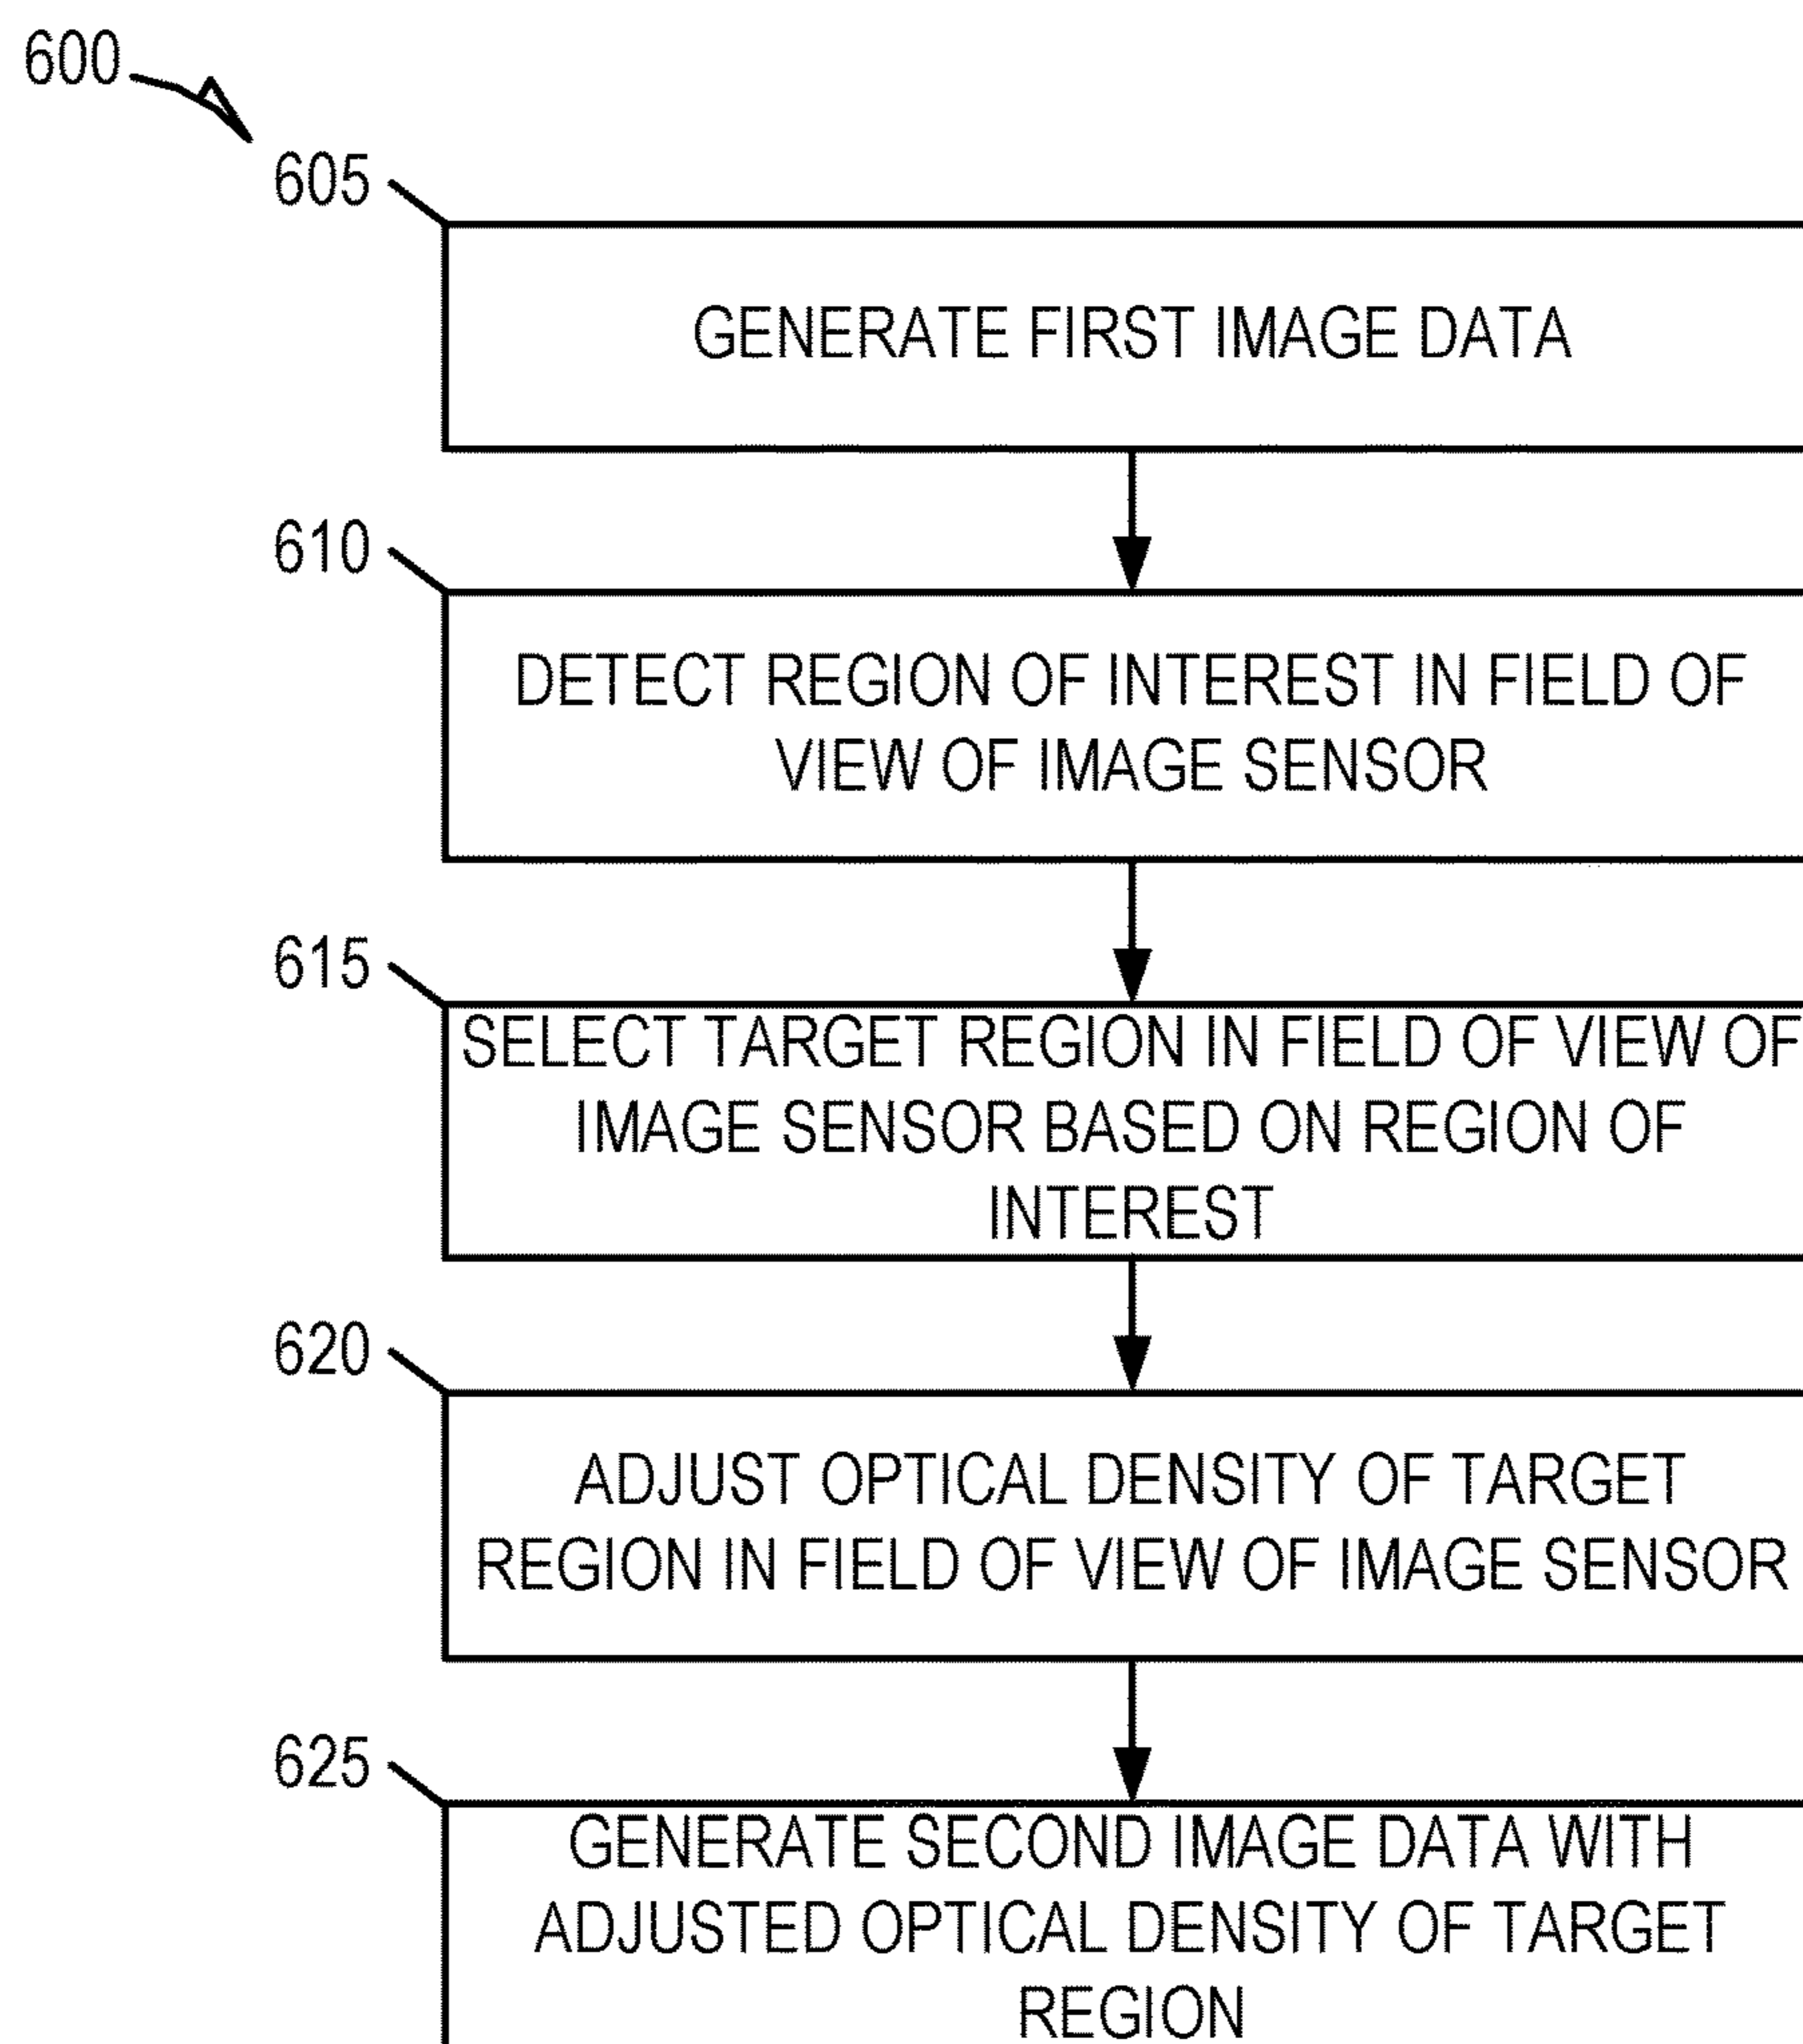 600
605
GENERATE FIRST IMAGE DATA
610
DETECT REGION OF INTEREST IN FIELD OF
VIEW OF IMAGE SENSOR
615
SELECT TARGET REGION IN FIELD OF VIEW OF
IMAGE SENSOR BASED ON REGION OF
INTEREST
620
ADJUST OPTICAL DENSITY OF TARGET
REGION IN FIELD OF VIEW OF IMAGE SENSOR
625
GENERATE SECOND IMAGE DATA WITH
ADJUSTED OPTICAL DENSITY OF TARGET
REGION